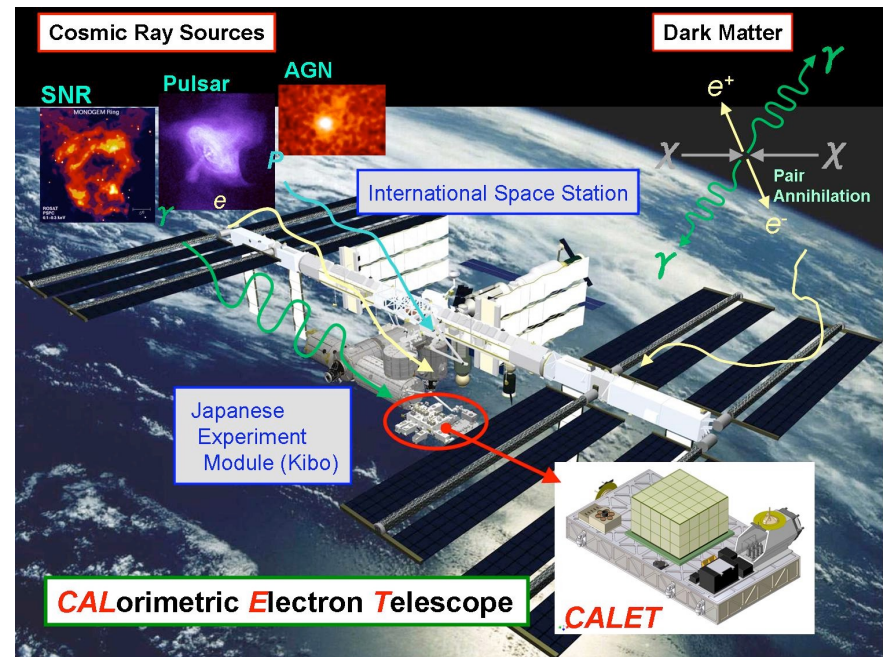 Cosmic Ray Sources
Dark Matter
SNR
Pulsar
AGN
MONOGEM Ring
ROSAT
PSPC
P
γ
e
e⁺
γ
χ
χ
Pair
Annihilation
e⁻
γ
International Space Station
Japanese
Experiment
Module (Kibo)
CALorimetric Electron Telescope
CALET